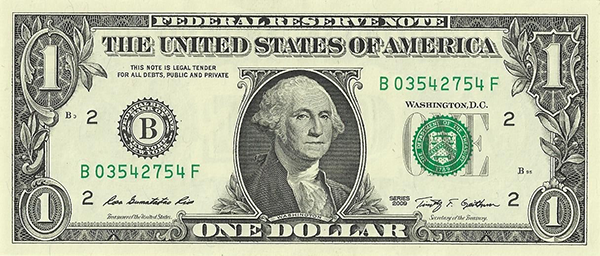 FEDERAL RESERVE NOTE
THE UNITED STATES OF AMERICA
1
1
THIS NOTE IS LEGAL TENDER
FOR ALL DEBTS, PUBLIC AND PRIVATE
B 03542754 F
WASHINGTON, D.C.
2
B
2
ONE
B 03542754 F
2
Rosa Gumataotao Rios
Treasurer of the United States.
WASHINGTON
SERIES
2009
Timothy F. Geithner
Secretary of the Treasury.
2
1
1
ONE DOLLAR